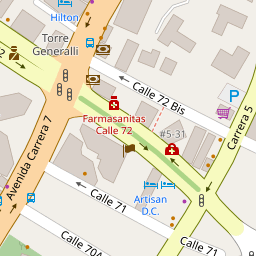 Hilton
Torre
Generalli
Calle 72 Bis
P
Farmasanitas
Calle 72
#5-31
Carrera 5
Avenida Carrera 7
Artisan
D.C.
Calle 71
Calle 71
Calle 70A